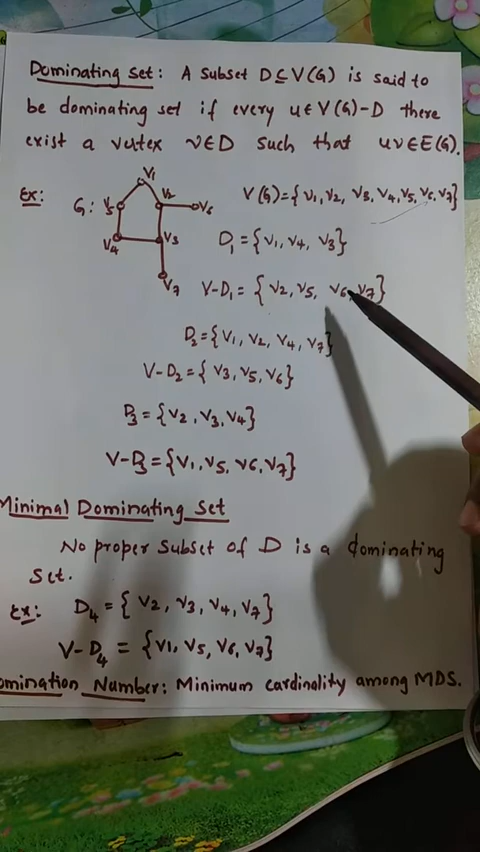 Dominating Set: A Subset D⊆V(G) is said to
be dominating set if every u∈V(G)-D there
exist a vertex v∈D such that uv∈E(G).
Ex: G: V1 V2 V3 V4 V5 V6 V7
V(G)={V1, V2, V3, V4, V5, V6, V7}
D1={V1, V4, V3}
V-D1={V2, V5, V6, V7}
D2={V1, V2, V4, V7}
V-D2={V3, V5, V6}
D3={V2, V3, V4}
V-D3={V1, V5, V6, V7}
Minimal Dominating Set
No proper Subset of D is a dominating
Set.
Ex: D4={V2, V3, V4, V7}
V-D4={V1, V5, V6, V7}
omination Number: Minimum cardinality among MDS.